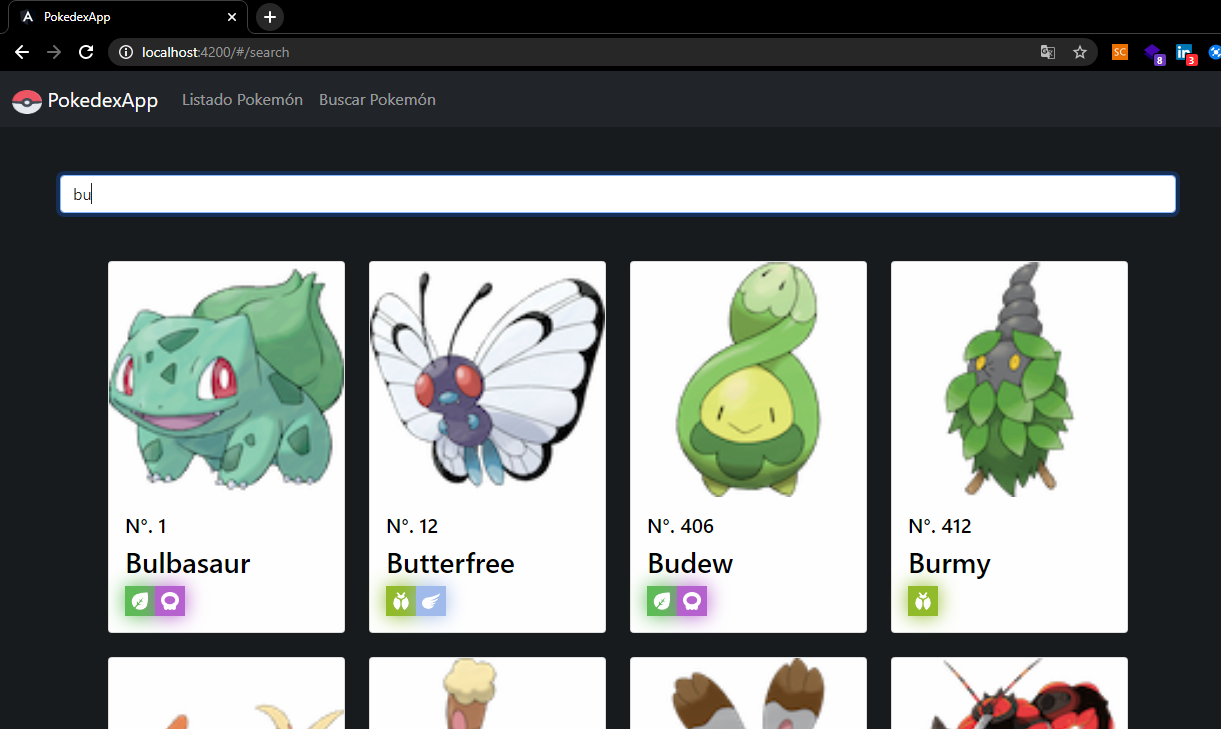 PokedexApp
localhost:4200/#/search
SC
8
in
3
PokedexApp Listado Pokemón Buscar Pokemón
bu
N°. 1
Bulbasaur
N°. 12
Butterfree
N°. 406
Budew
N°. 412
Burmy